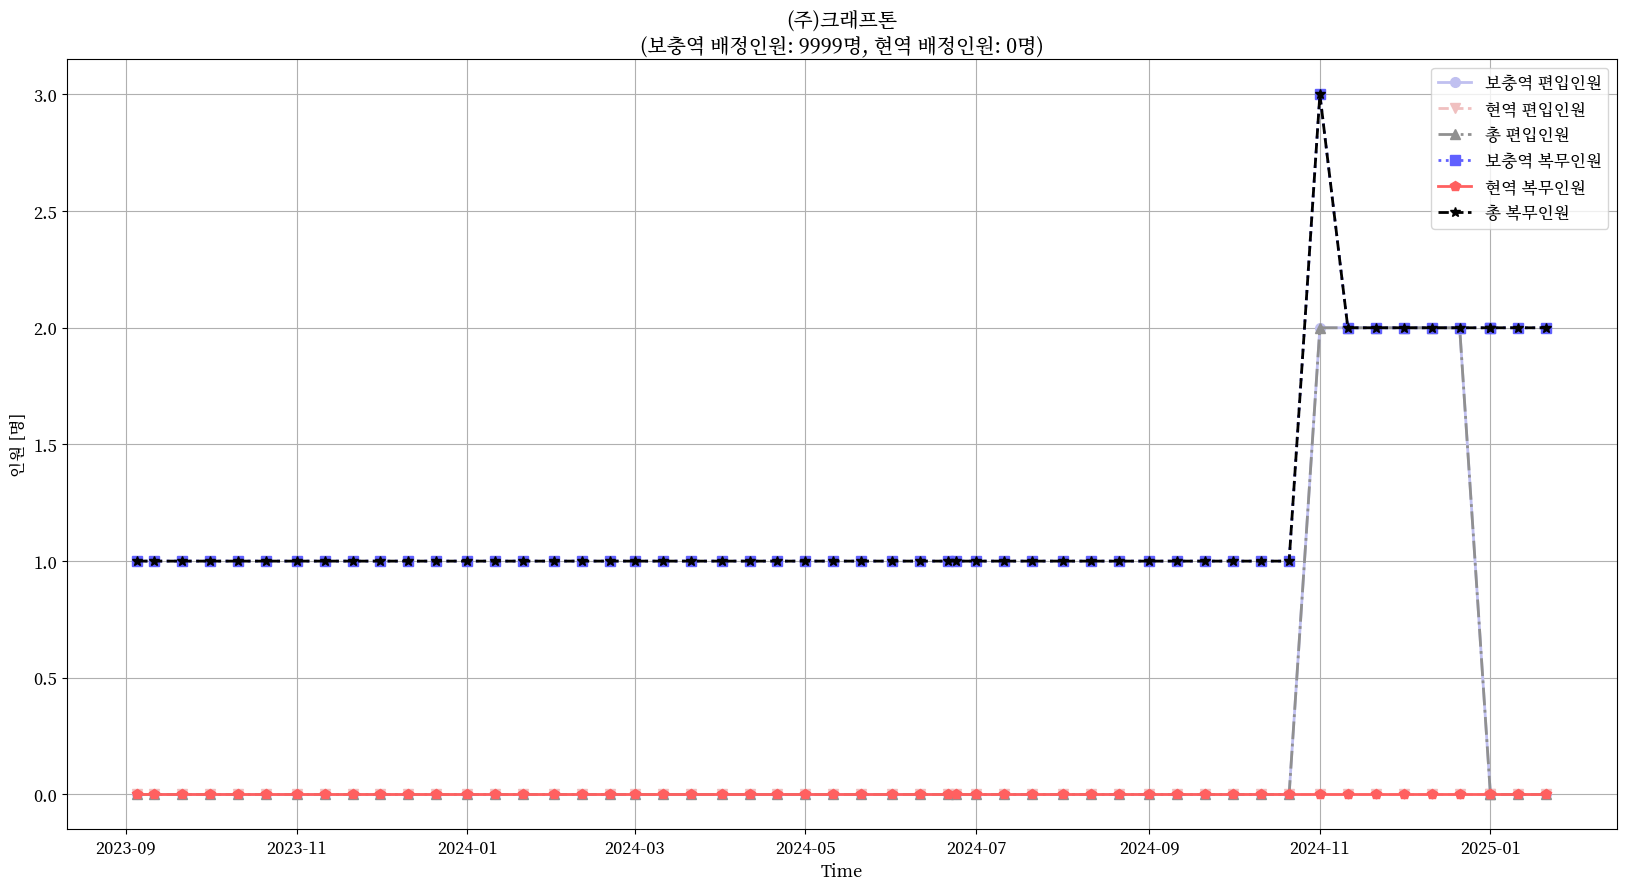 (주)크래프톤
(보충역 배정인원: 9999명, 현역 배정인원: 0명)
보충역 편입인원
현역 편입인원
총 편입인원
보충역 복무인원
현역 복무인원
총 복무인원
인원 [명]
3.0
2.5
2.0
1.5
1.0
0.5
0.0
2023-09
2023-11
2024-01
2024-03
2024-05
2024-07
2024-09
2024-11
2025-01
Time